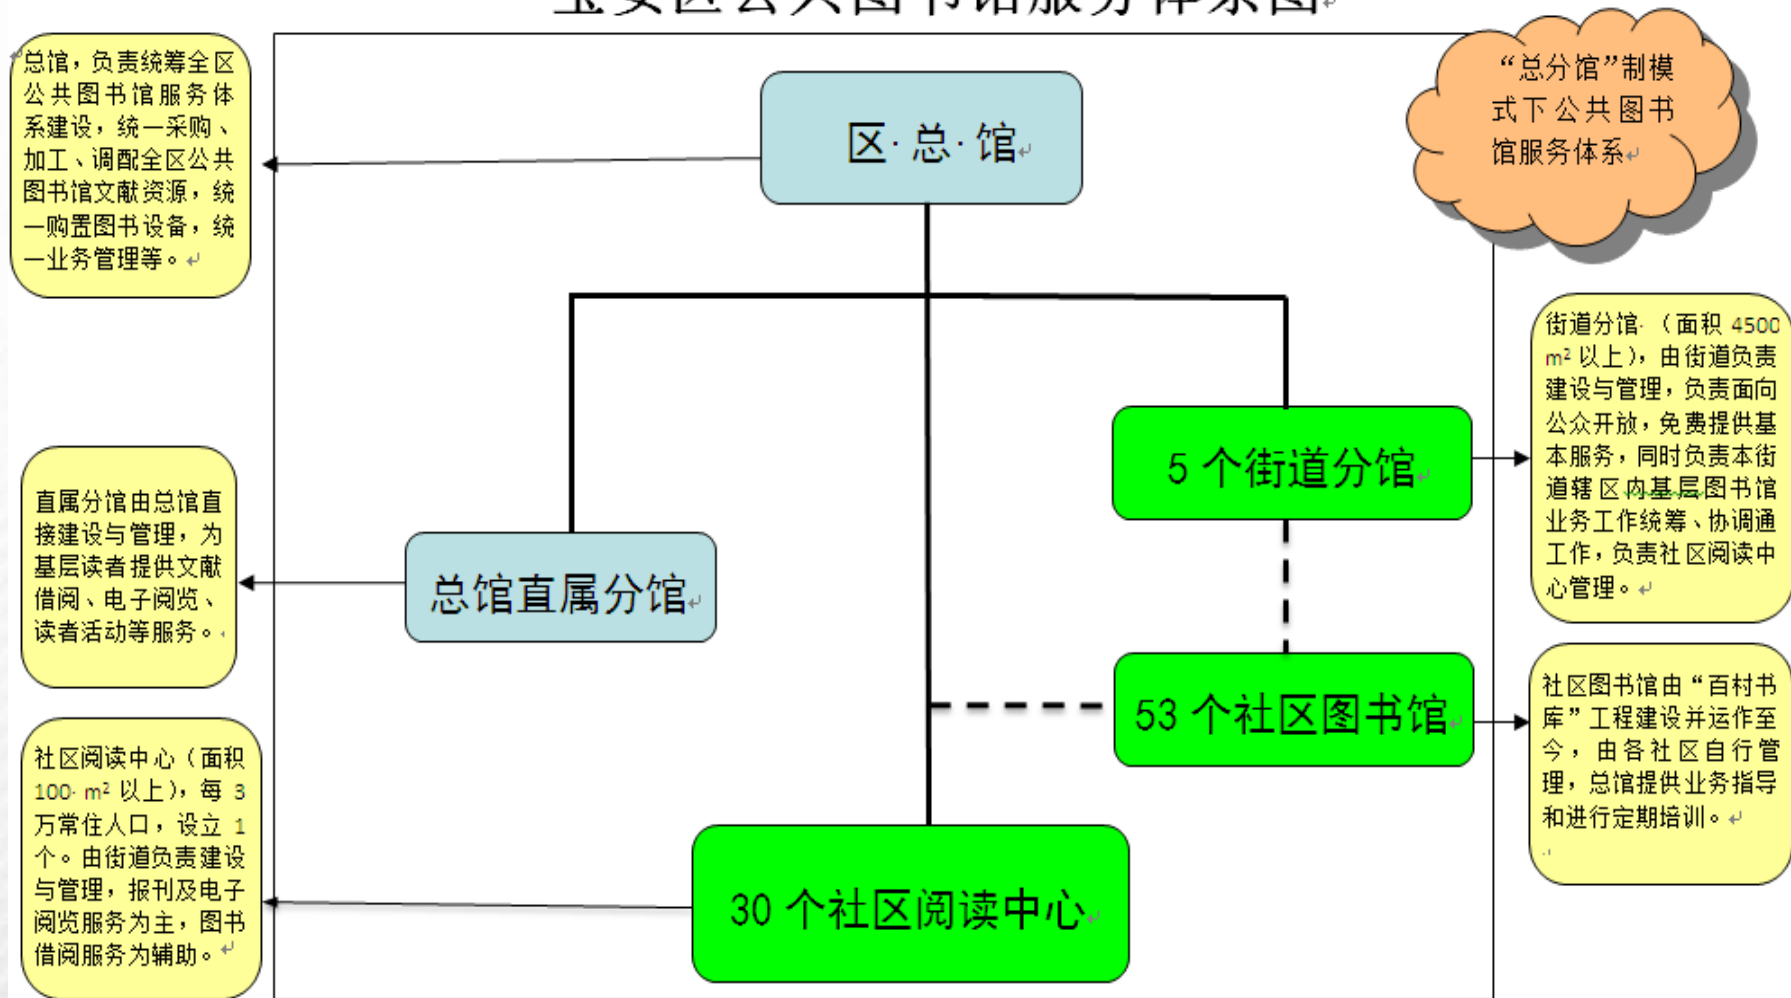 宝安区公共图书馆服务体系图
总馆，负责统筹全区
公共图书馆服务体
系建设，统一采购、
加工、调配全区公共
图书馆文献资源，统
一购置图书设备，统
一业务管理等。
区·总·馆
“总分馆”制模
式下公共图书
馆服务体系
街道分馆·（面积 4500
m² 以上），由街道负责
建设与管理，负责面向
公众开放，免费提供基
本服务，同时负责本街
道辖区内基层图书馆
业务工作统筹、协调通
工作，负责社区阅读中
心管理。
5 个街道分馆
直属分馆由总馆直
接建设与管理，为
基层读者提供文献
借阅、电子阅览、
读者活动等服务。
总馆直属分馆
53 个社区图书馆
社区图书馆由“百村书
库”工程建设并运作至
今，由各社区自行管
理，总馆提供业务指导
和进行定期培训。
社区阅读中心（面积
100· m² 以上），每 3
万常住人口，设立 1
个。由街道负责建设
与管理，报刊及电子
阅览服务为主，图书
借阅服务为辅助。
30 个社区阅读中心